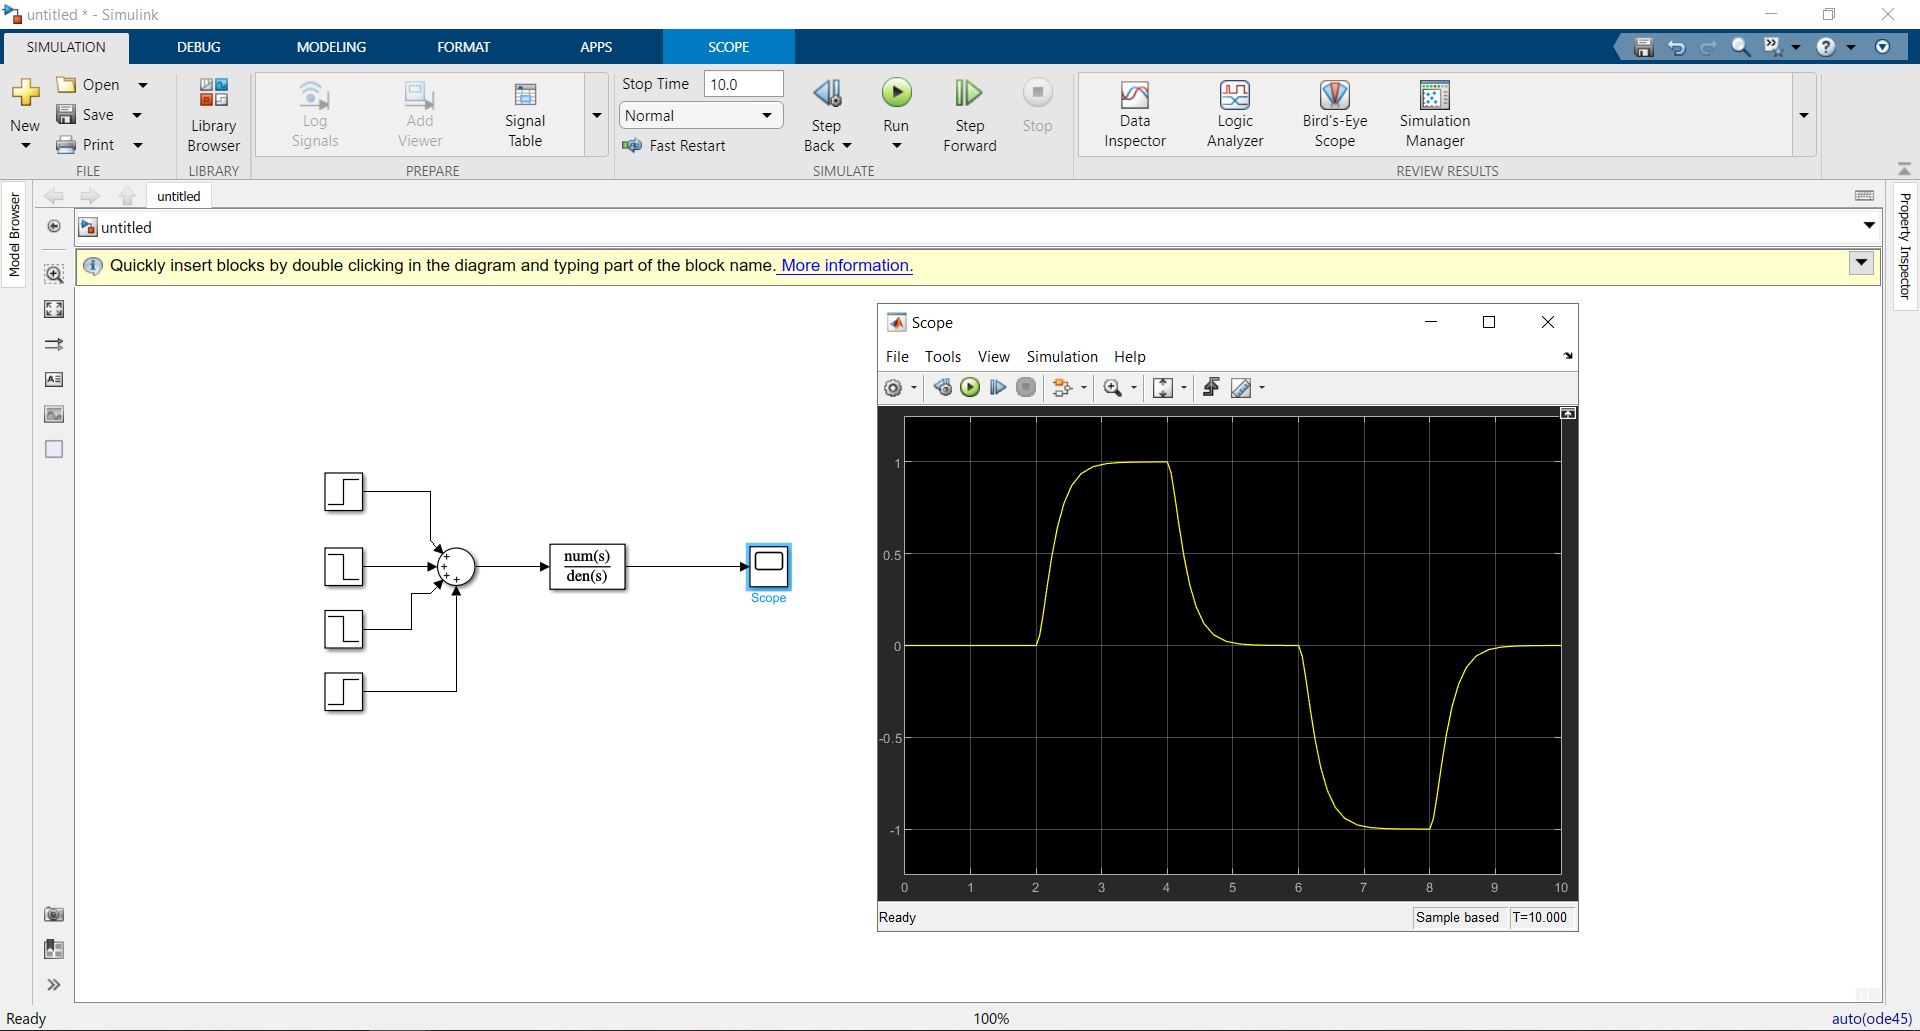 untitled * - Simulink
SIMULATION DEBUG MODELING FORMAT APPS SCOPE
New
Open
Save
Print
FILE
Library
Browser
LIBRARY
Log
Signals
Add
Viewer
Signal
Table
PREPARE
Stop Time 10.0
Normal
Fast Restart
Step
Back
Run
Step
Forward
Stop
SIMULATE
Data
Inspector
Logic
Analyzer
Bird's-Eye
Scope
Simulation
Manager
REVIEW RESULTS
Model Browser
untitled
untitled
Property Inspector
Quickly insert blocks by double clicking in the diagram and typing part of the block name. More information.
num(s)
den(s)
Scope
Scope
File Tools View Simulation Help
1
0.5
0
-0.5
-1
0 1 2 3 4 5 6 7 8 9 10
Ready Sample based T=10.000
Ready 100% auto(ode45)